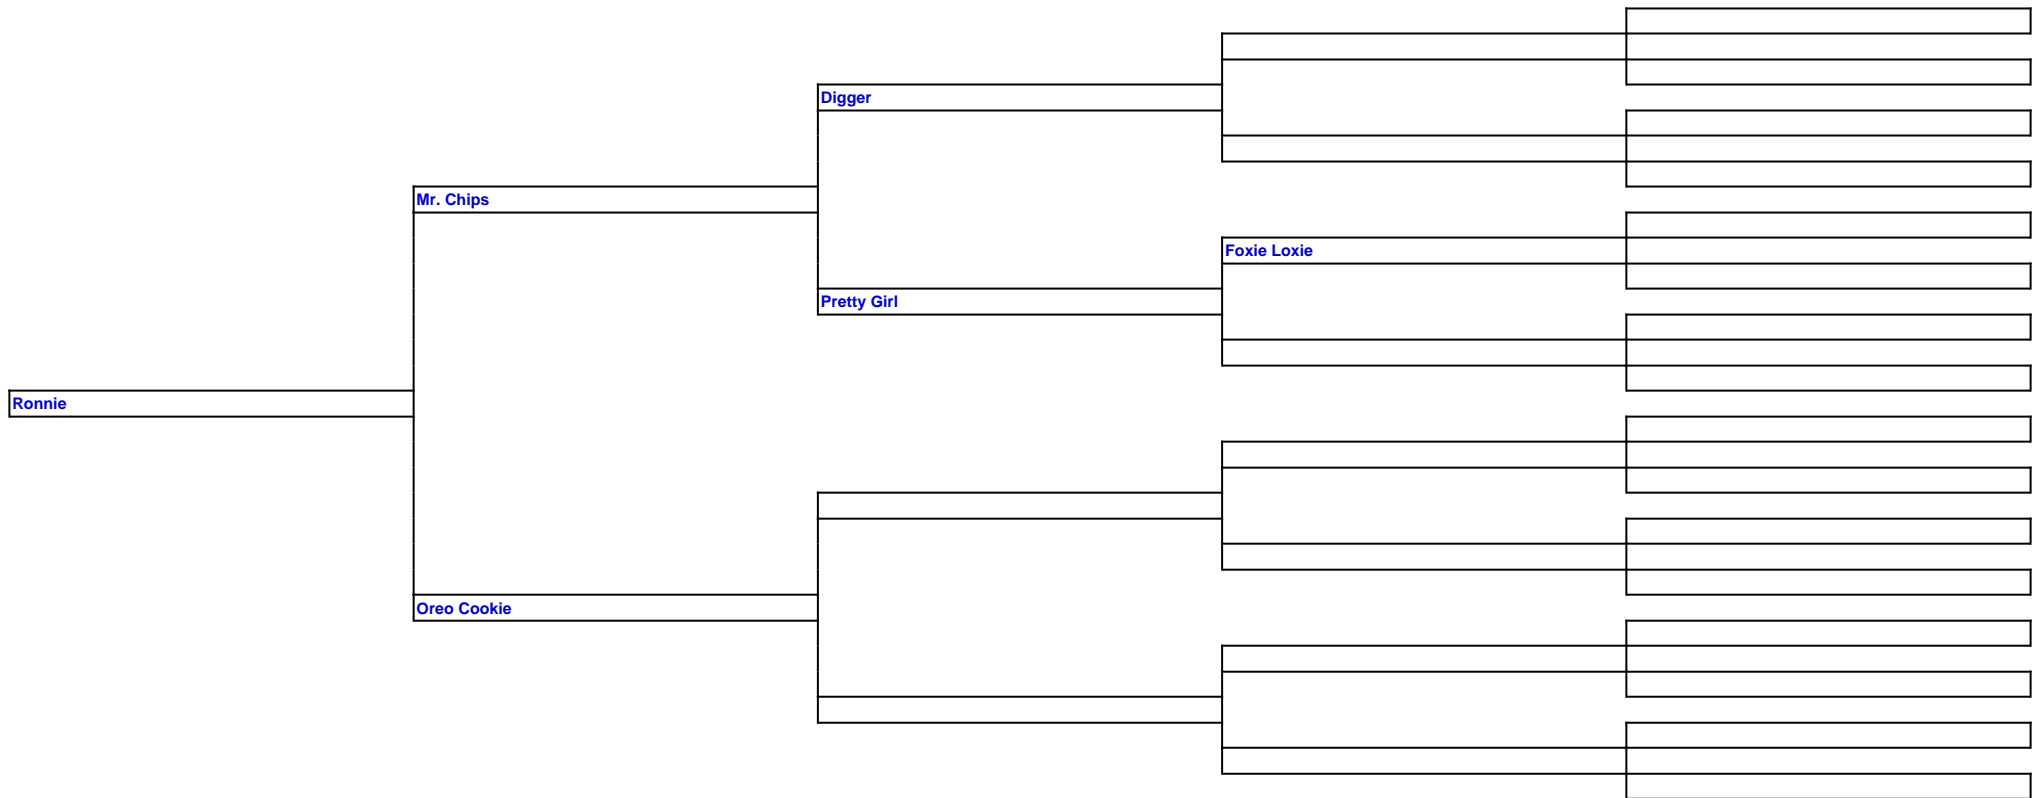 Digger
Mr. Chips
Foxie Loxie
Pretty Girl
Ronnie
Oreo Cookie